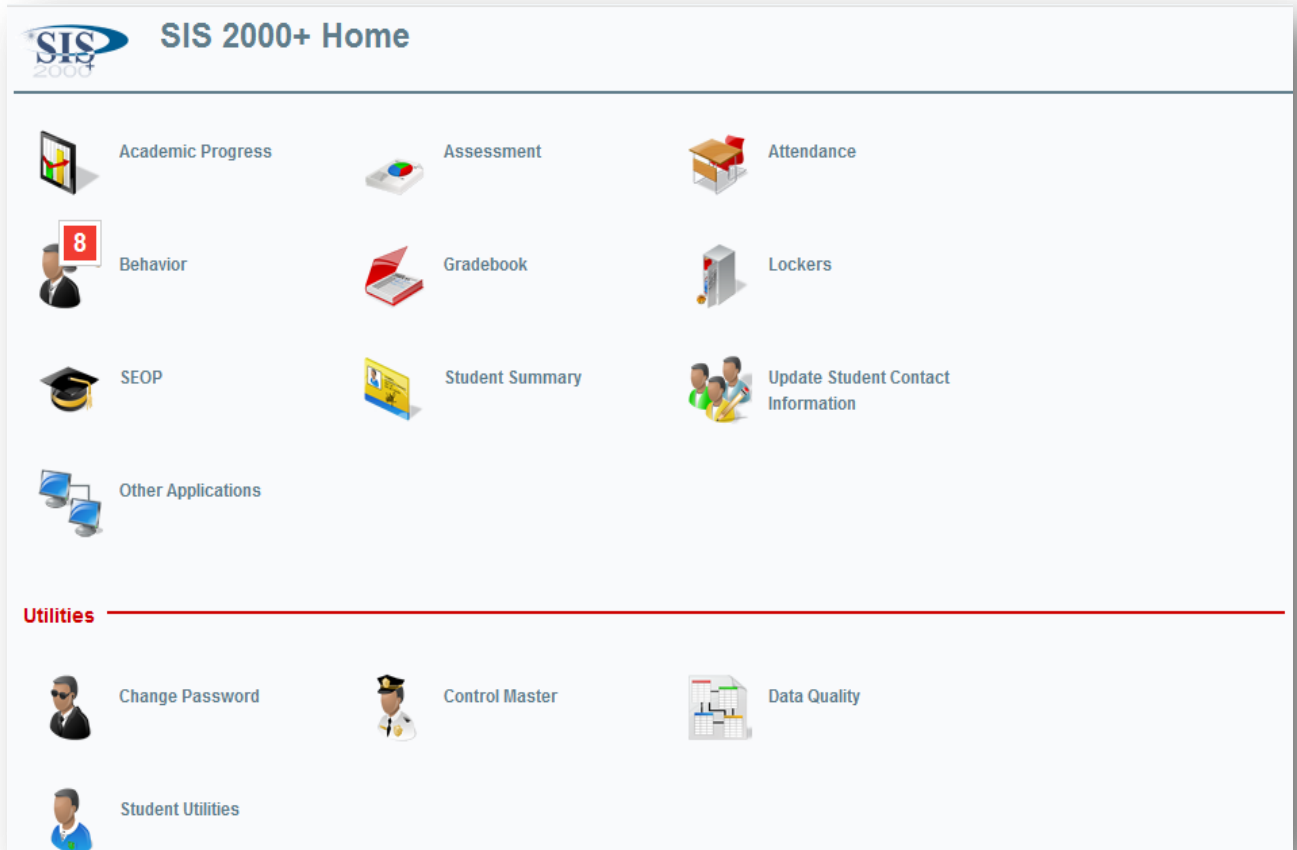 SIS 2000+ Home
SIS
2000+
Academic Progress
Assessment
Attendance
8
Behavior
Gradebook
Lockers
SEOP
Student Summary
Update Student Contact
Information
Other Applications
Utilities
Change Password
Control Master
Data Quality
Student Utilities